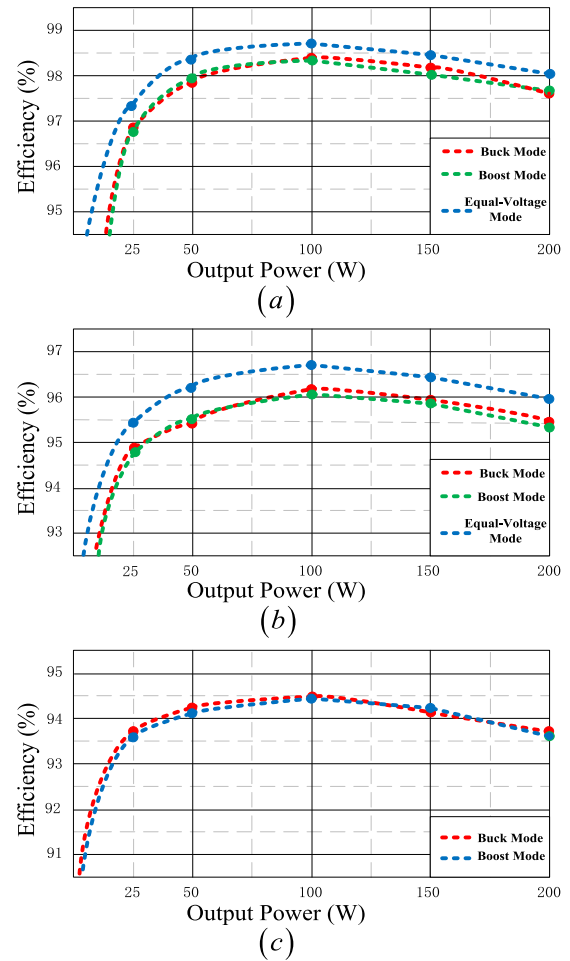 99
98
97
96
95
Efficiency (%)
Buck Mode
Boost Mode
Equal-Voltage
Mode
25 50 100 150 200
Output Power (W)
(a)
97
96
95
94
93
Efficiency (%)
Buck Mode
Boost Mode
Equal-Voltage
Mode
25 50 100 150 200
Output Power (W)
(b)
95
94
93
92
91
Efficiency (%)
Buck Mode
Boost Mode
25 50 100 150 200
Output Power (W)
(c)